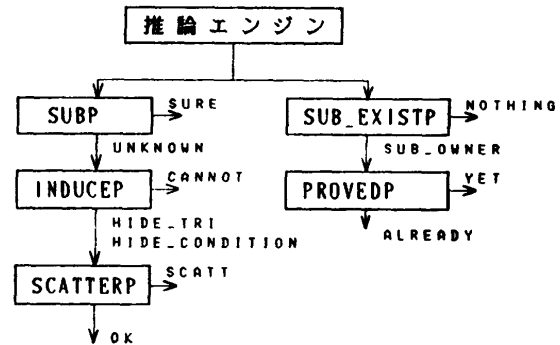 推論エンジン
SUBP
SURE
SUB_EXISTP
NOTHING
UNKNOWN
SUB_OWNER
INDUCEP
CANNOT
PROVEDP
YET
HIDE_TRI
HIDE_CONDITION
ALREADY
SCATTERP
SCATT
OK